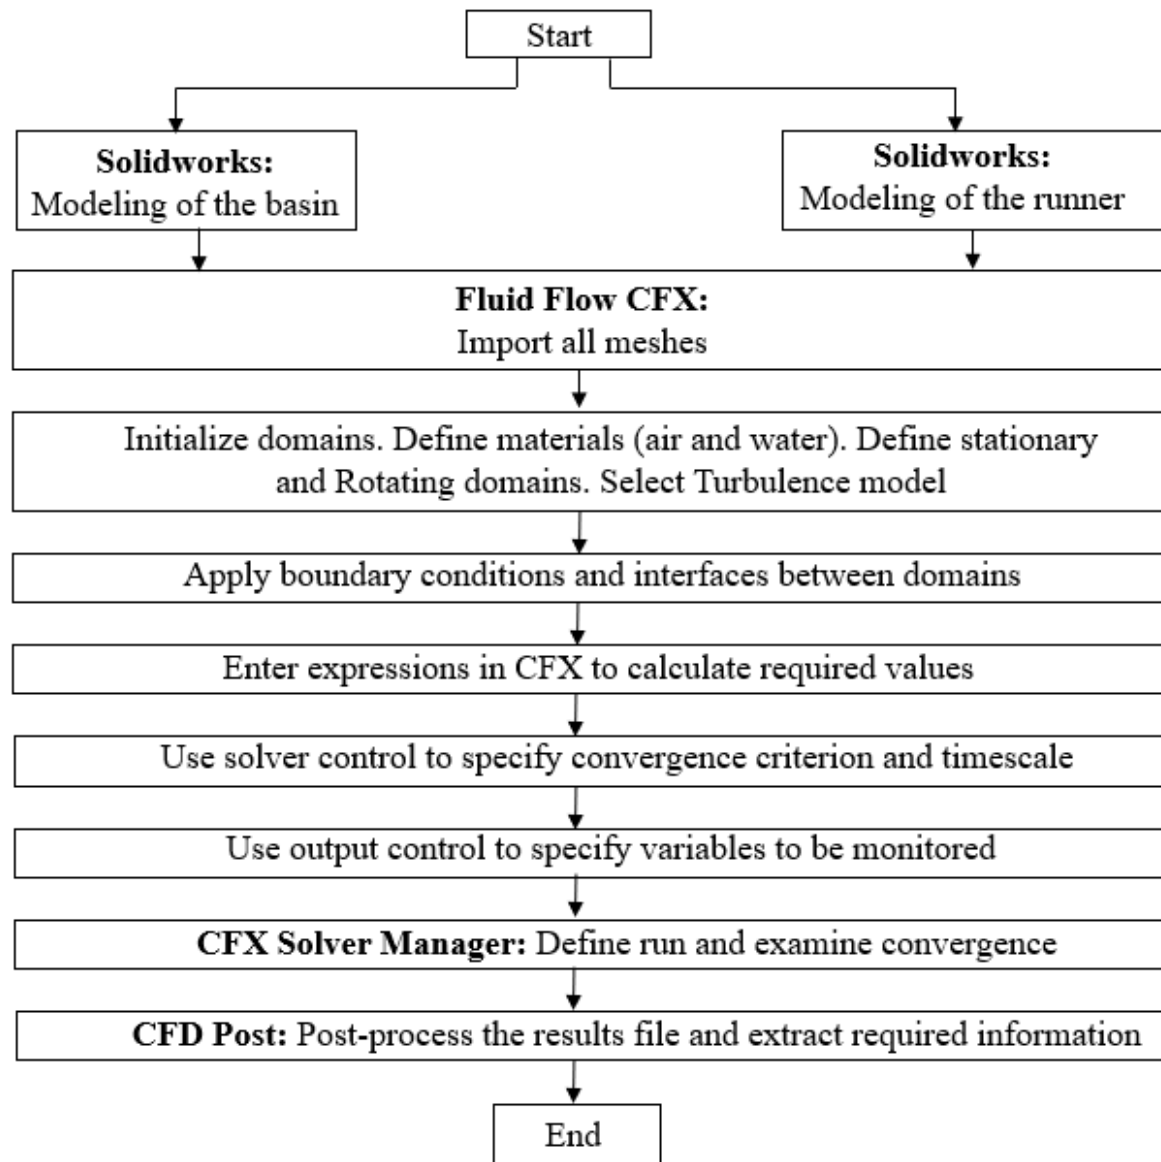 Start
Solidworks:
Modeling of the basin
Solidworks:
Modeling of the runner
Fluid Flow CFX:
Import all meshes
Initialize domains. Define materials (air and water). Define stationary
and Rotating domains. Select Turbulence model
Apply boundary conditions and interfaces between domains
Enter expressions in CFX to calculate required values
Use solver control to specify convergence criterion and timescale
Use output control to specify variables to be monitored
CFX Solver Manager: Define run and examine convergence
CFD Post: Post-process the results file and extract required information
End